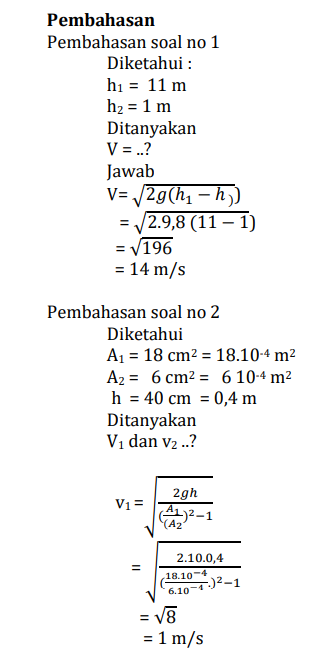 Pembahasan
Pembahasan soal no 1
Diketahui :
h₁ = 11 m
h₂ = 1 m
Ditanyakan
V = ..?
Jawab
V= √2g(h₁ − h ₎)
= √2.9,8 (11 − 1)
= √196
= 14 m/s
Pembahasan soal no 2
Diketahui
A₁ = 18 cm² = 18.10⁻⁴ m²
A₂ = 6 cm² = 6 10⁻⁴ m²
h = 40 cm = 0,4 m
Ditanyakan
V₁ dan v₂ ..?
v₁ = √(2gh / ((A₁/(A₂)²−1)
= √(2.10.0,4 / ((18.10⁻⁴/6.10⁻⁴.)²−1)
= √8
= 1 m/s